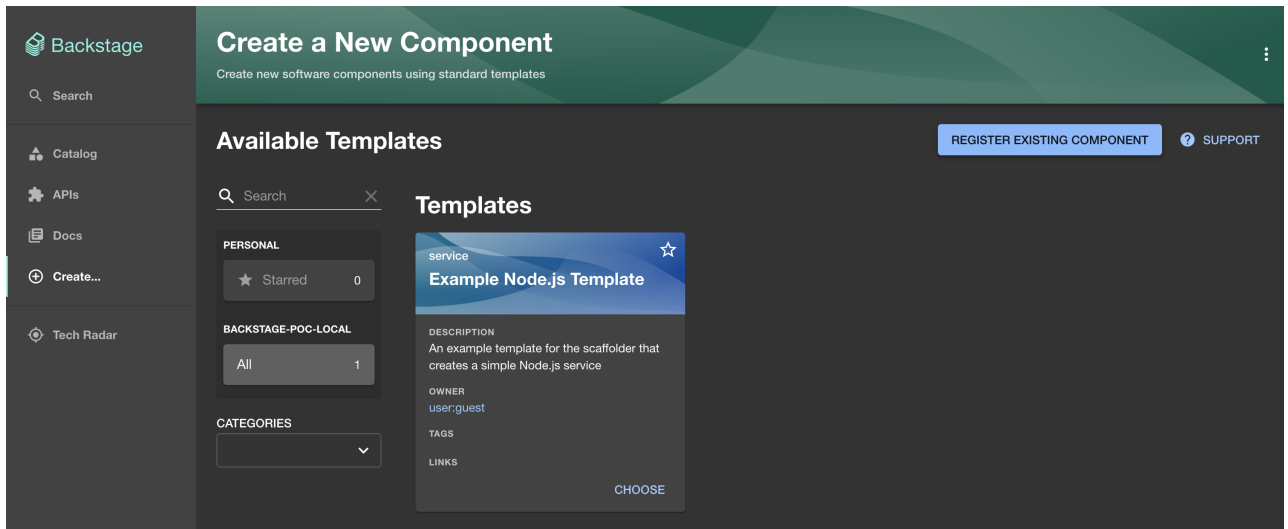 Backstage
Search
Catalog
APIs
Docs
Create...
Tech Radar
Create a New Component
Create new software components using standard templates
Available Templates
REGISTER EXISTING COMPONENT
SUPPORT
Search
PERSONAL
Starred 0
BACKSTAGE-POC-LOCAL
All 1
CATEGORIES
Templates
service
Example Node.js Template
DESCRIPTION
An example template for the scaffolder that
creates a simple Node.js service
OWNER
user:guest
TAGS
LINKS
CHOOSE